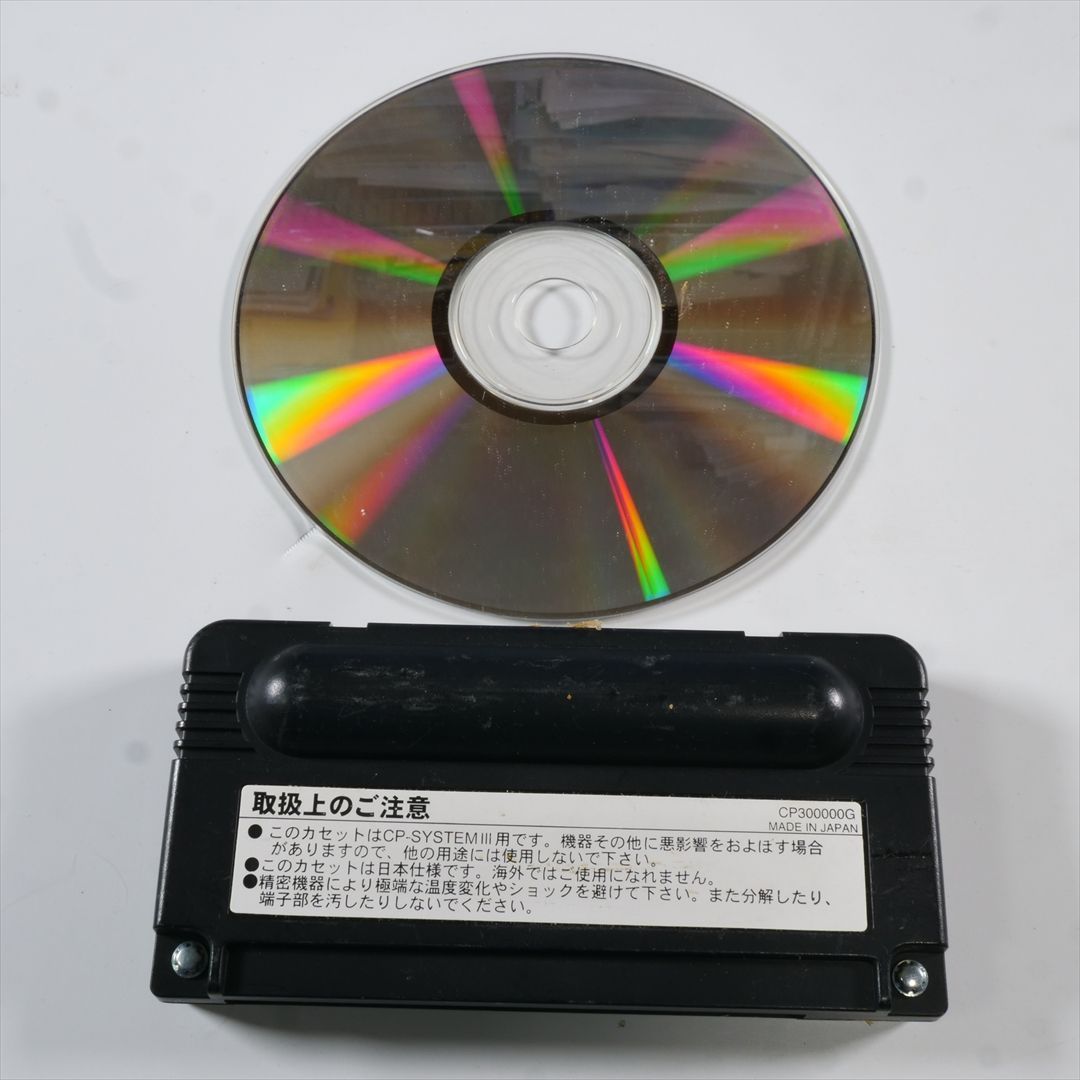 取扱上のご注意
CP300000G
MADE IN JAPAN
●このカセットはCP-SYSTEMⅢ用です。機器その他に悪影響をおよぼす場合
がありますので、他の用途には使用しないで下さい。
●このカセットは日本仕様です。海外ではご使用になれません。
●精密機器により極端な温度変化やショックを避けて下さい。また分解したり、
端子部を汚したりしないでください。